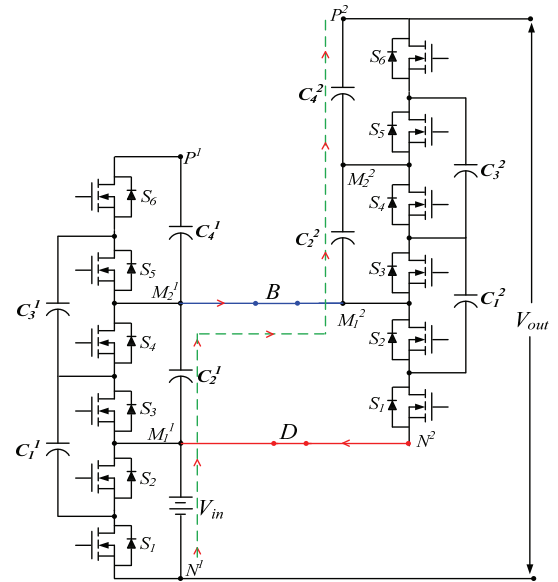 P²
S₆
C₄²
S₅
M₂²
C₃²
S₄
C₂²
S₃
M₁²
C₁²
S₂
S₁
N²
V_out
P¹
S₆
C₄¹
S₅
M₂¹
B
C₃¹
S₄
C₂¹
S₃
M₁¹
D
C₁¹
S₂
V_in
S₁
N¹